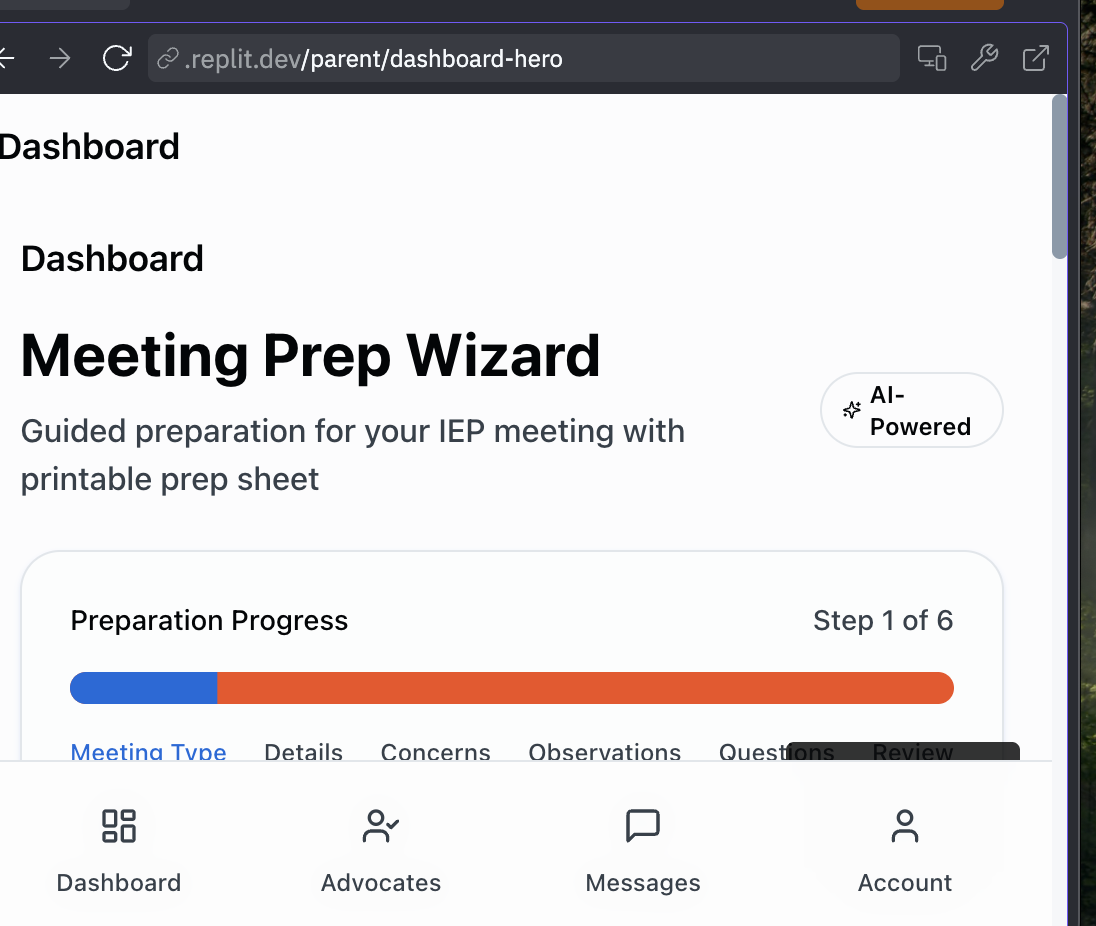 .replit.dev/parent/dashboard-hero
Dashboard
Dashboard
Meeting Prep Wizard
Guided preparation for your IEP meeting with
printable prep sheet
AI-
Powered
Preparation Progress
Step 1 of 6
Meeting Type
Details
Concerns
Observations
Questions
Review
Dashboard
Advocates
Messages
Account